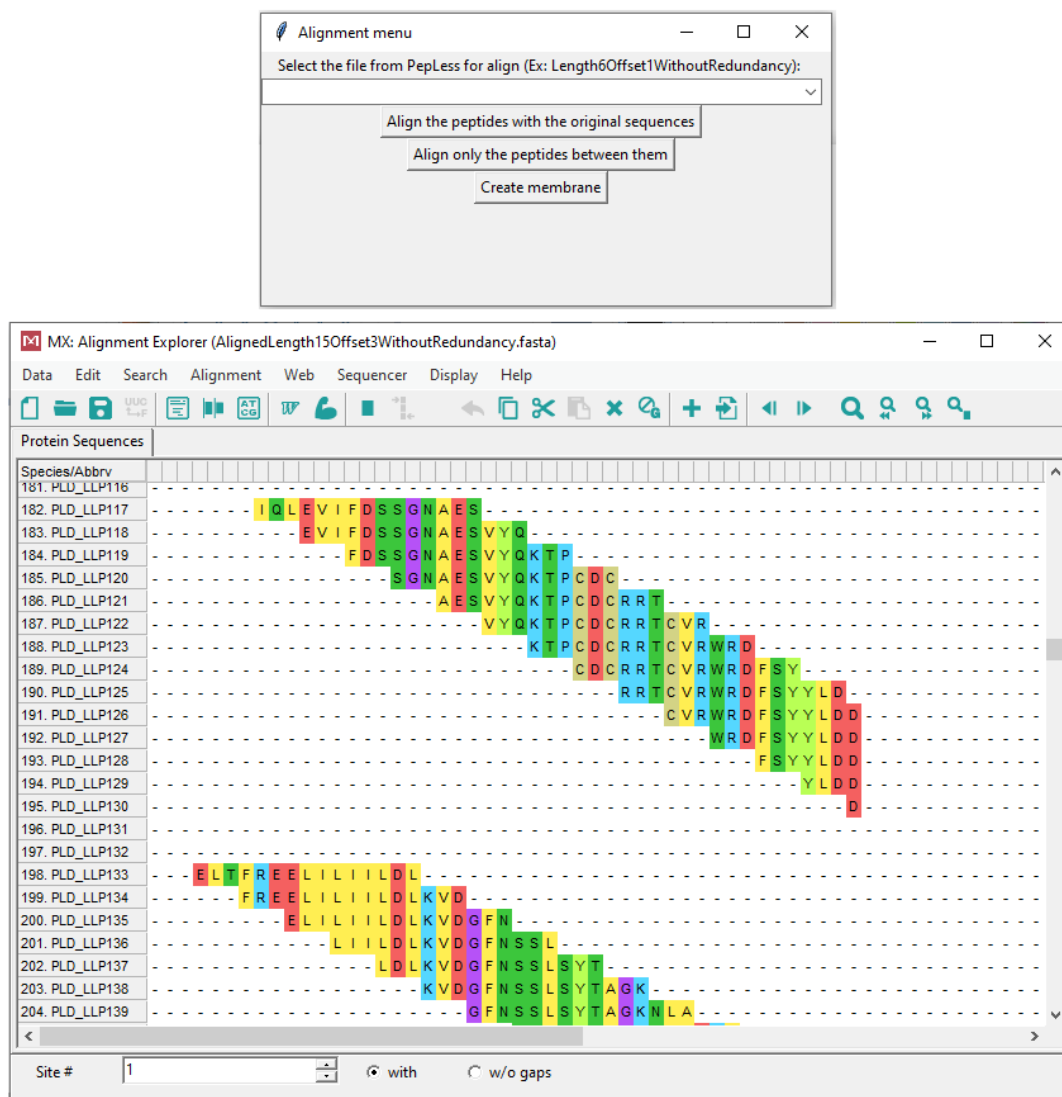 Alignment menu
Select the file from PepLess for align (Ex: Length6Offset1WithoutRedundancy):
Align the peptides with the original sequences
Align only the peptides between them
Create membrane
MX: Alignment Explorer (AlignedLength15Offset3WithoutRedundancy.fasta)
Data Edit Search Alignment Web Sequencer Display Help
UUC F AT CG W
Protein Sequences
Species/Abbrv
181. PLD_LLP116 -----------------------------------------------------------
182. PLD_LLP117 -------IQLEVIFDSSGNAES-------------------------------------
183. PLD_LLP118 ----------EVIFDSSGNAESVYQ----------------------------------
184. PLD_LLP119 -------------FDSSGNAESVYQKTP-------------------------------
185. PLD_LLP120 ----------------SGNAESVYQKTPCDC----------------------------
186. PLD_LLP121 -------------------AESVYQKTPCDCRRT-------------------------
187. PLD_LLP122 ----------------------VYQKTPCDCRRTCVR----------------------
188. PLD_LLP123 -------------------------KTPCDCRRTCVRWRD-------------------
189. PLD_LLP124 ----------------------------CDCRRTCVRWRDFSY----------------
190. PLD_LLP125 -------------------------------RRTCVRWRDFSYYLD-------------
191. PLD_LLP126 ----------------------------------CVRWRDFSYYLDD------------
192. PLD_LLP127 -------------------------------------WRDFSYYLDD------------
193. PLD_LLP128 ----------------------------------------FSYYLDD------------
194. PLD_LLP129 -------------------------------------------YLDD------------
195. PLD_LLP130 ----------------------------------------------D------------
196. PLD_LLP131 -----------------------------------------------------------
197. PLD_LLP132 -----------------------------------------------------------
198. PLD_LLP133 ---ELTFREELILIILDL-----------------------------------------
199. PLD_LLP134 ------FREELILIILDLKVD--------------------------------------
200. PLD_LLP135 ---------ELILIILDLKVDGFN-----------------------------------
201. PLD_LLP136 ------------LIILDLKVDGFNSSL--------------------------------
202. PLD_LLP137 ---------------LDLKVDGFNSSLSYT-----------------------------
203. PLD_LLP138 ------------------KVDGFNSSLSYTAGK--------------------------
204. PLD_LLP139 ---------------------GFNSSLSYTAGKNLA-----------------------
Site # 1 with w/o gaps